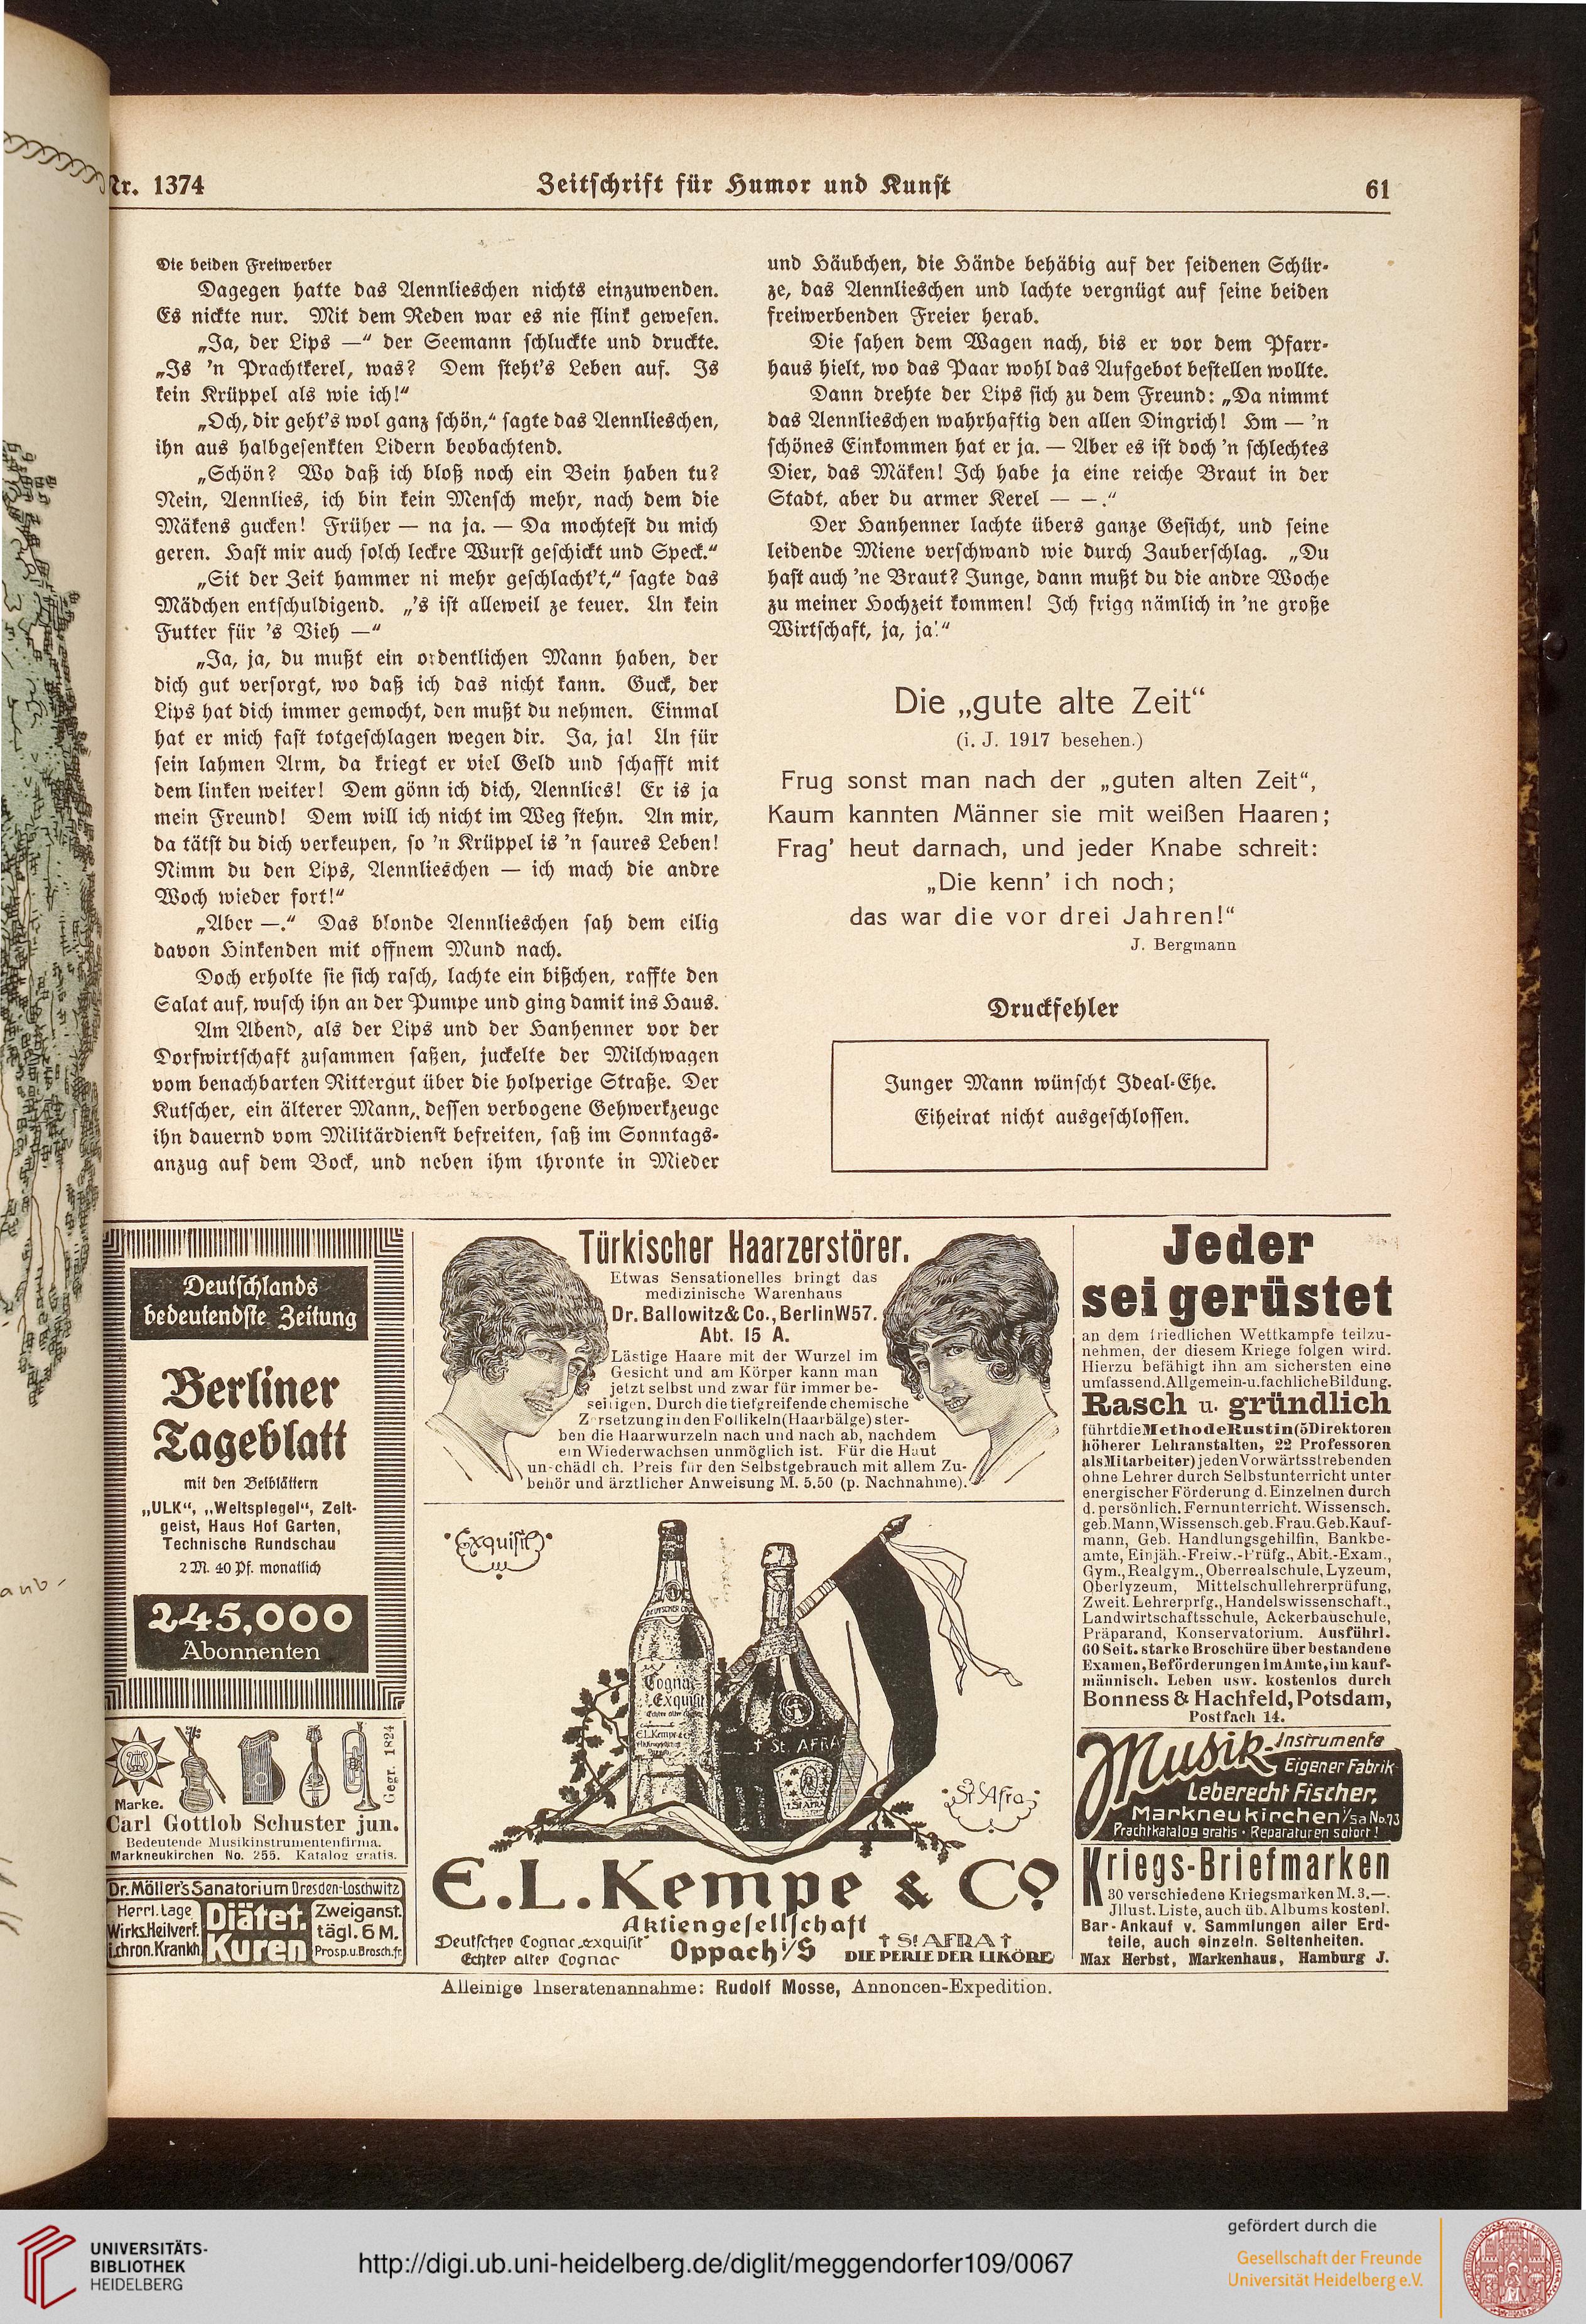 Nr. 1374
Zeitschrift für Humor und Kunst
61
Die beiden Freiwerber
Dagegen hatte das Aennlieschen nichts einzuwenden.
Es nickte nur. Mit dem Reden war es nie flink gewesen.
„Ja, der Lips —“ der Seemann schluckte und druckte.
„Is 'n Prachtkerel, was? Dem steht's Leben auf. Is
kein Krüppel als wie ich!“
„Och, dir geht's wol ganz schön,“ sagte das Aennlieschen,
ihn aus halbgesenkten Lidern beobachtend.
„Schön? Wo daß ich bloß noch ein Bein haben tu?
Nein, Aennlies, ich bin kein Mensch mehr, nach dem die
Mäkens gucken! Früher — na ja. — Da mochtest du mich
geren. Hast mir auch solch leckre Wurst geschickt und Speck.“
„Sit der Zeit hammer ni mehr geschlacht't,“ sagte das
Mädchen entschuldigend. „'s ist alleweil ze teuer. Un kein
Futter für 's Vieh —“
„Ja, ja, du mußt ein ordentlichen Mann haben, der
dich gut versorgt, wo daß ich das nicht kann. Guck, der
Lips hat dich immer gemocht, den mußt du nehmen. Einmal
hat er mich fast totgeschlagen wegen dir. Ja, ja! Un für
sein lahmen Arm, da kriegt er viel Geld und schafft mit
dem linken weiter! Dem gönn ich dich, Aennlies! Er is ja
mein Freund! Dem will ich nicht im Weg stehn. An mir,
da tätst du dich verkeupen, so 'n Krüppel is 'n saures Leben!
Nimm du den Lips, Aennlieschen — ich mach die andre
Woch wieder fort!“
„Aber —.“ Das blonde Aennlieschen sah dem eilig
davon Hinkenden mit offnem Mund nach.
Doch erholte sie sich rasch, lachte ein bißchen, raffte den
Salat auf, wusch ihn an der Pumpe und ging damit ins Haus.
Am Abend, als der Lips und der Hanhenner vor der
Dorfwirtschaft zusammen saßen, juckelte der Milchwagen
vom benachbarten Rittergut über die holperige Straße. Der
Kutscher, ein älterer Mann, dessen verbogene Gehwerkzeuge
ihn dauernd vom Militärdienst befreiten, saß im Sonntags-
anzug auf dem Bock, und neben ihm thronte in Mieder
und Häubchen, die Hände behäbig auf der seidenen Schür-
ze, das Aennlieschen und lachte vergnügt auf seine beiden
freiwerbenden Freier herab.
Die sahen dem Wagen nach, bis er vor dem Pfarr-
haus hielt, wo das Paar wohl das Aufgebot bestellen wollte.
Dann drehte der Lips sich zu dem Freund: „Da nimmt
das Aennlieschen wahrhaftig den allen Dingrich! Hm — 'n
schönes Einkommen hat er ja. — Aber es ist doch 'n schlechtes
Dier, das Mäken! Ich habe ja eine reiche Braut in der
Stadt, aber du armer Kerel — —.“
Der Hanhenner lachte übers ganze Gesicht, und seine
leidende Miene verschwand wie durch Zauberschlag. „Du
hast auch 'ne Braut? Junge, dann mußt du die andre Woche
zu meiner Hochzeit kommen! Ich frigg nämlich in 'ne große
Wirtschaft, ja, ja!“
Die „gute alte Zeit“
(i. J. 1917 besehen.)
Frug sonst man nach der „guten alten Zeit“,
Kaum kannten Männer sie mit weißen Haaren;
Frag' heut darnach, und jeder Knabe schreit:
„Die kenn' ich noch;
das war die vor drei Jahren!“
J. Bergmann
Druckfehler
Junger Mann wünscht Ideal-Ehe.
Eiheirat nicht ausgeschlossen.
Deutschlands
bedeutendste Zeitung
Berliner
Tageblatt
mit den Beiblättern
„ULK“, „Weltspiegel“, Zeit-
geist, Haus Hof Garten,
Technische Rundschau
2 M. 40 Pf. monatlich
245,000
Abonnenten
Marke.
Gegr. 1824
Carl Gottlob Schuster jun.
Bedeutende Musikinstrumentenfirma.
Markneukirchen No. 255. Katalog gratis.
Dr. Möller's Sanatorium Dresden-Loschwitz
Herrl. Lage
Wirks. Heilverf.
i. chron. Krankh.
Diätet.
Kuren
Zweiganst.
tägl. 6 M.
Prosp. u. Brosch. fr.
Türkischer Haarzerstörer.
Etwas Sensationelles bringt das
medizinische Warenhaus
Dr. Ballowitz & Co., Berlin W57.
Abt. 15 A.
Lästige Haare mit der Wurzel im
Gesicht und am Körper kann man
jetzt selbst und zwar für immer be-
seitigen. Durch die tiefgreifende chemische
Zersetzung in den Follikeln (Haarbälge) ster-
ben die Haarwurzeln nach und nach ab, nachdem
ein Wiederwachsen unmöglich ist. Für die Haut
unschädlich. Preis für den Selbstgebrauch mit allem Zu-
behör und ärztlicher Anweisung M. 5.50 (p. Nachnahme).
Exquisit
Cognac
Exquisit
Echter alter Cognac
E.L. Kempe & Co
† St. AFRA
St. AFRA
St. Afra
E. L. Kempe & Co
Aktiengesellschaft
Oppach i/S
Deutscher Cognac „Exquisit“
Echter alter Cognac
† St. AFRA †
DIE PERLE DER LIKÖRE
Jeder
sei gerüstet
an dem friedlichen Wettkampfe teilzu-
nehmen, der diesem Kriege folgen wird.
Hierzu befähigt ihn am sichersten eine
umfassend. Allgemein- u. fachliche Bildung.
Rasch u. gründlich
führt die Methode Rustin (5 Direktoren
höherer Lehranstalten, 22 Professoren
als Mitarbeiter) jeden Vorwärtsstrebenden
ohne Lehrer durch Selbstunterricht unter
energischer Förderung d. Einzelnen durch
d. persönlich. Fernunterricht. Wissensch.
geb. Mann, Wissensch. geb. Frau. Geb. Kauf-
mann, Geb. Handlungsgehilfin, Bankbe-
amte, Einjäh.-Freiw.-Prüfg., Abit.-Exam.,
Gym., Realgym., Oberrealschule, Lyzeum,
Oberlyzeum, Mittelschullehrerprüfung,
Zweit. Lehrerprfg., Handelswissenschaft.,
Landwirtschaftsschule, Ackerbauschule,
Präparand, Konservatorium. Ausführl.
60 Seit. starke Broschüre über bestandene
Examen, Beförderungen im Amte, im kauf-
männisch. Leben usw. kostenlos durch
Bonness & Hachfeld, Potsdam,
Postfach 14.
Musik-Instrumente
Eigener Fabrik
Leberecht Fischer,
Markneukirchen i/Sa No. 73
Prachtkatalog gratis • Reparaturen sofort!
Kriegs-Briefmarken
30 verschiedene Kriegsmarken M. 3.—.
Jllust. Liste, auch üb. Albums kostenl.
Bar-Ankauf v. Sammlungen aller Erd-
teile, auch einzeln. Seltenheiten.
Max Herbst, Markenhaus, Hamburg J.
Alleinige Inseratenannahme: Rudolf Mosse, Annoncen-Expedition.
UNIVERSITÄTS-
BIBLIOTHEK
HEIDELBERG
http://digi.ub.uni-heidelberg.de/diglit/meggendorfer109/0067
gefördert durch die
Gesellschaft der Freunde
Universität Heidelberg e.V.